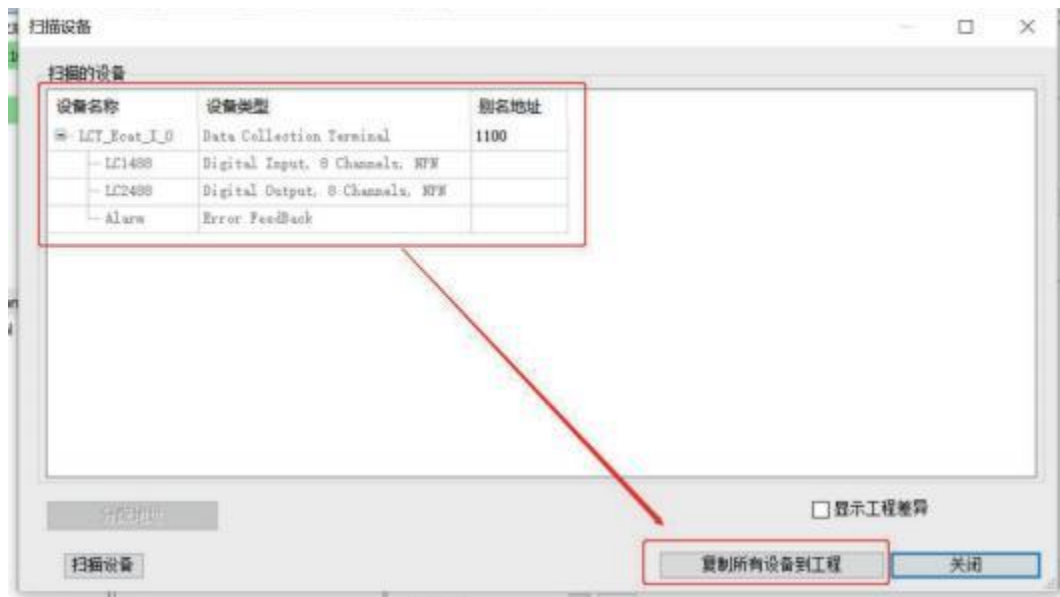 扫描设备
扫描的设备
设备名称 设备类型 别名地址
LCT_Ecat_I_0 Data Collection Terminal 1100
LC1488 Digital Input, 8 Channels, NPN
LC2488 Digital Output, 8 Channels, NPN
Alarm Error FeedBack
显示工程差异
扫描设备 复制所有设备到工程 关闭